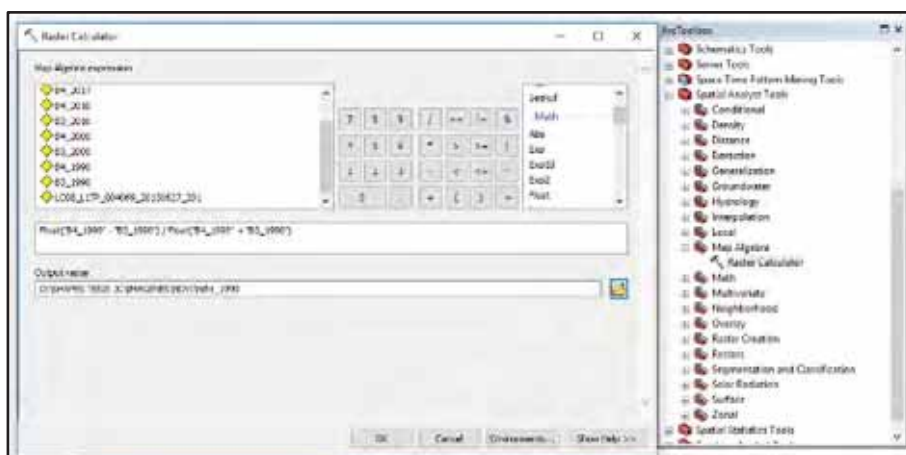 Raster Calculator
Map Algebra expression
B4_2017
B4_2018
B3_2018
B4_2000
B3_2000
B4_1990
B3_1990
7 8 9 / == != &
4 5 6 * > >= |
1 2 3 - < <= ^
0 . + ( ) ~
Math
Abs
Exp
Exp10
Exp2
Float
Float("B4_1990" - "B3_1990") / Float("B4_1990" + "B3_1990")
Output raster
OK
Cancel
Environments...
Show Help >>
ArcToolbox
Schematics Tools
Server Tools
Space Time Pattern Mining Tools
Spatial Analyst Tools
Conditional
Density
Distance
Extraction
Generalization
Groundwater
Hydrology
Interpolation
Local
Map Algebra
Raster Calculator
Math
Multivariate
Neighborhood
Overlay
Raster Creation
Reclass
Segmentation and Classification
Solar Radiation
Surface
Zonal
Spatial Statistics Tools